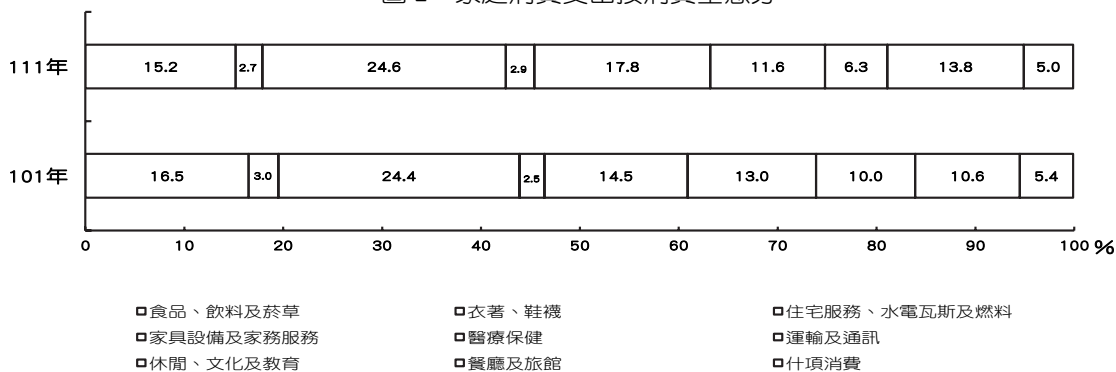 111年 15.2 2.7 24.6 2.9 17.8 11.6 6.3 13.8 5.0
101年 16.5 3.0 24.4 2.5 14.5 13.0 10.0 10.6 5.4
0 10 20 30 40 50 60 70 80 90 100 %
食品、飲料及菸草 衣著、鞋襪 住宅服務、水電瓦斯及燃料
家具設備及家務服務 醫療保健 運輸及通訊
休閒、文化及教育 餐廳及旅館 什項消費